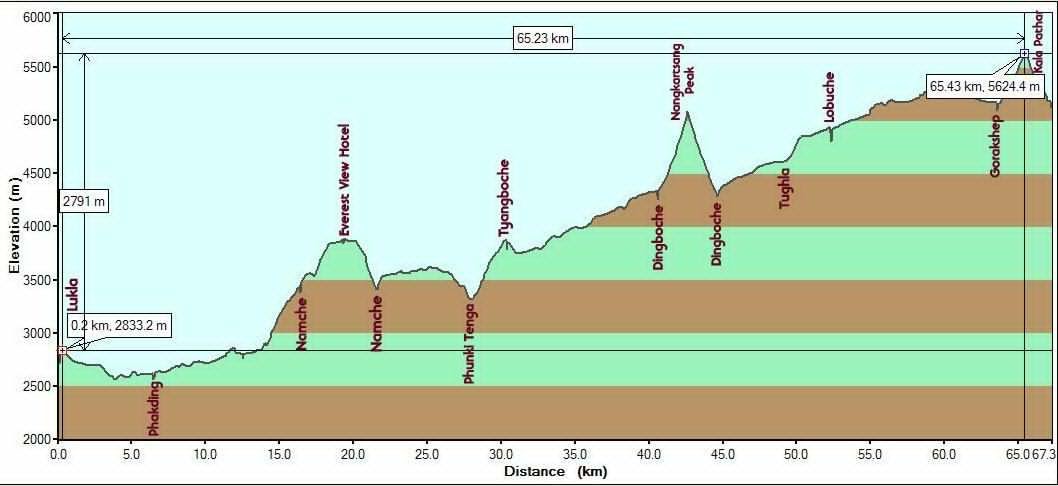 6000
5500
5000
4500
4000
3500
3000
2500
2000
Elevation (m)
65.23 km
2791 m
0.2 km, 2833.2 m
65.43 km, 5624.4 m
Lukla
Phakding
Namche
Everest View Hotel
Namche
Phunki Tenga
Tyangboche
Dingboche
Nangkartsang
Peak
Dingboche
Tughla
Lobuche
Gorakshep
Kala Pathar
0.0
5.0
10.0
15.0
20.0
25.0
30.0
35.0
40.0
45.0
50.0
55.0
60.0
65.0
67.3
Distance (km)